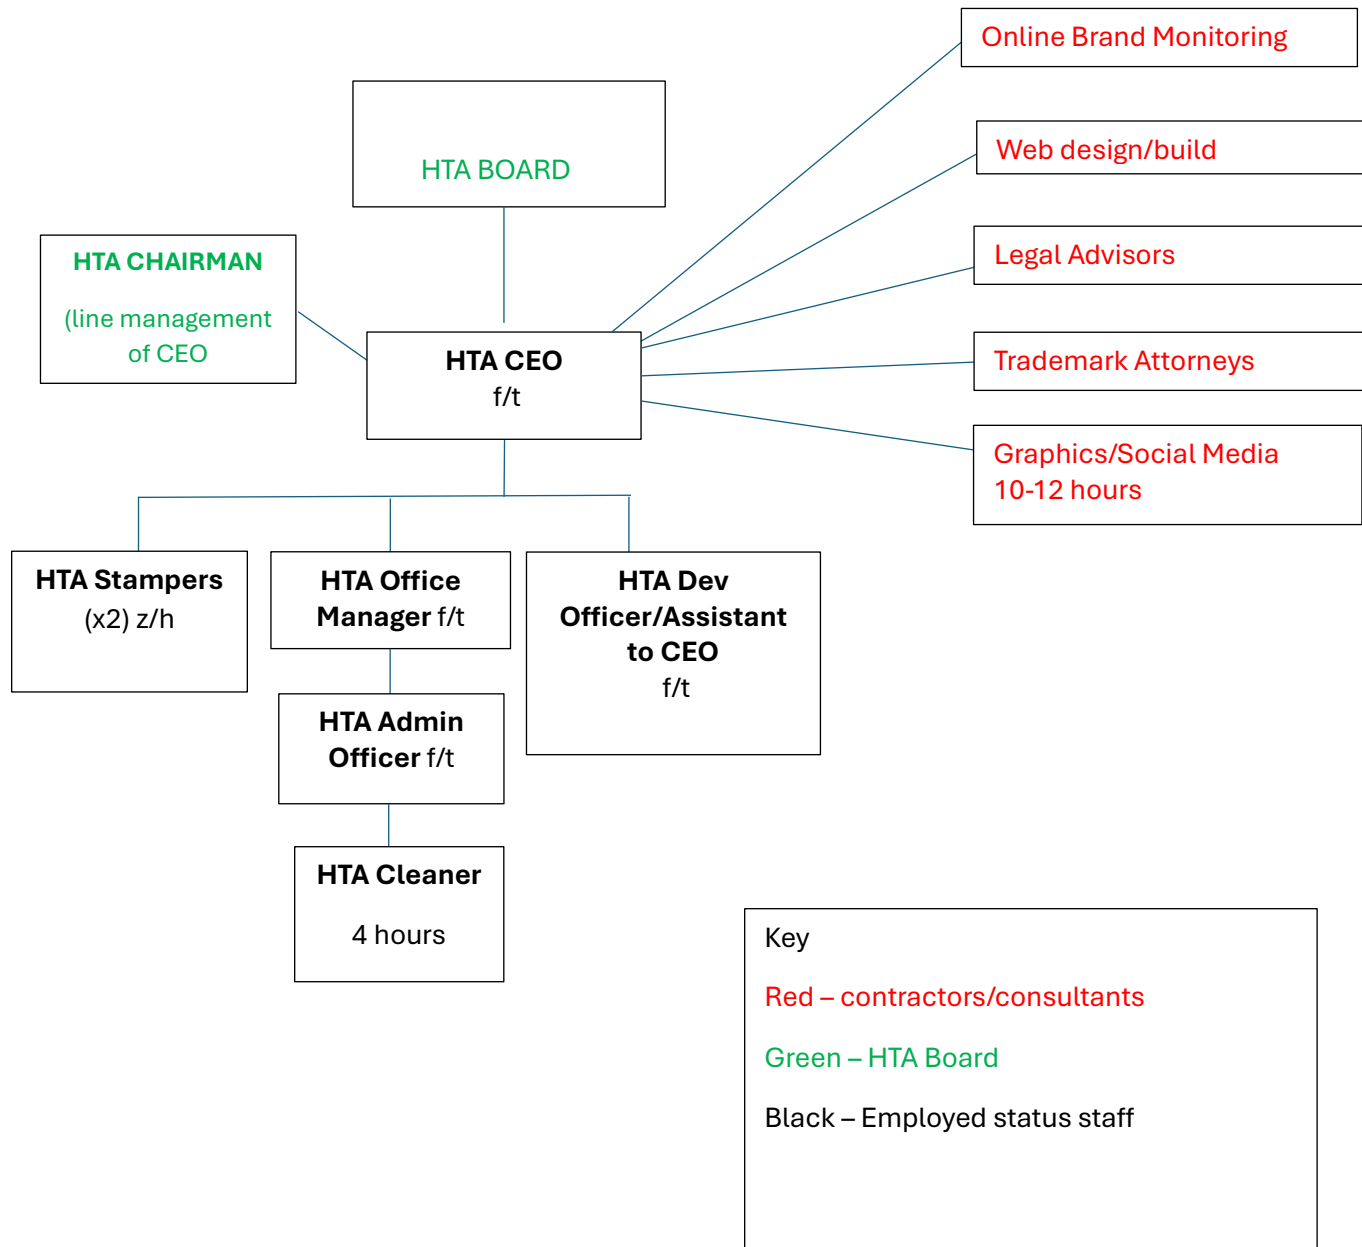 Online Brand Monitoring
HTA BOARD
Web design/build
HTA CHAIRMAN
(line management
of CEO
Legal Advisors
HTA CEO
f/t
Trademark Attorneys
Graphics/Social Media
10-12 hours
HTA Stampers
(x2) z/h
HTA Office
Manager f/t
HTA Dev
Officer/Assistant
to CEO
f/t
HTA Admin
Officer f/t
HTA Cleaner
4 hours
Key
Red – contractors/consultants
Green – HTA Board
Black – Employed status staff